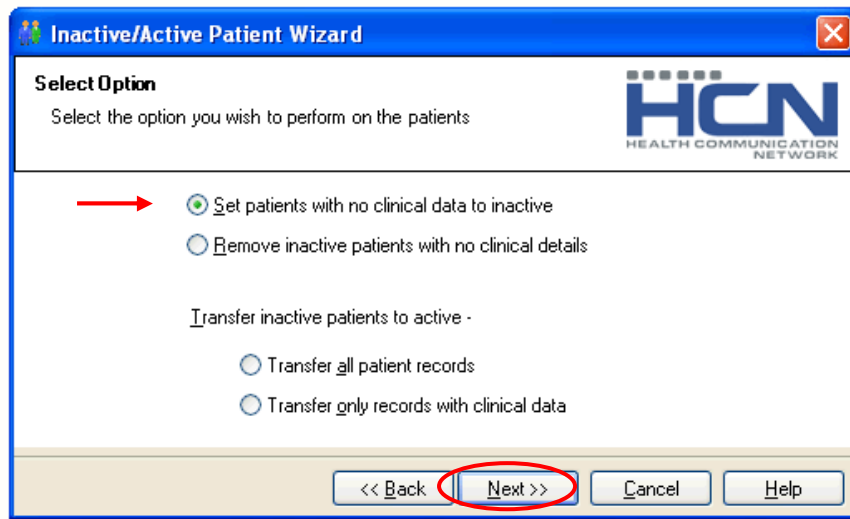 Inactive/Active Patient Wizard
Select Option
Select the option you wish to perform on the patients
HCN
HEALTH COMMUNICATION
NETWORK
Set patients with no clinical data to inactive
Remove inactive patients with no clinical details
Transfer inactive patients to active -
Transfer all patient records
Transfer only records with clinical data
<< Back Next >> Cancel Help